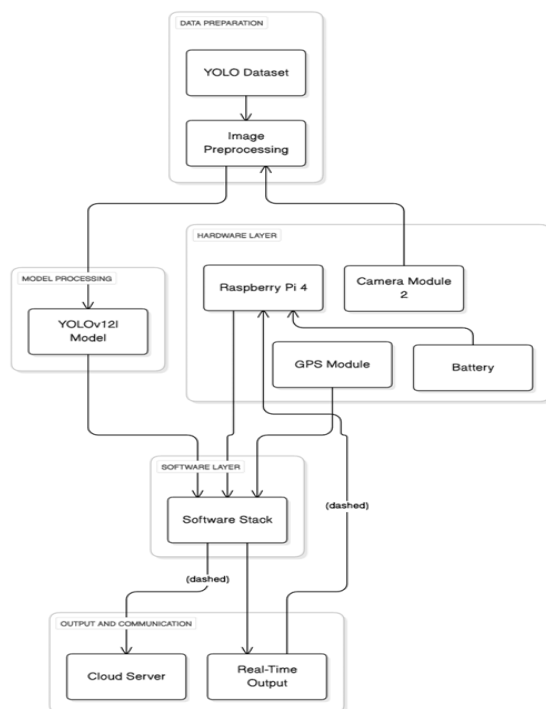 DATA PREPARATION
YOLO Dataset
Image
Preprocessing
HARDWARE LAYER
MODEL PROCESSING
Raspberry Pi 4
Camera Module
2
YOLOv12l
Model
GPS Module
Battery
SOFTWARE LAYER
(dashed)
Software Stack
(dashed)
OUTPUT AND COMMUNICATION
Cloud Server
Real-Time
Output